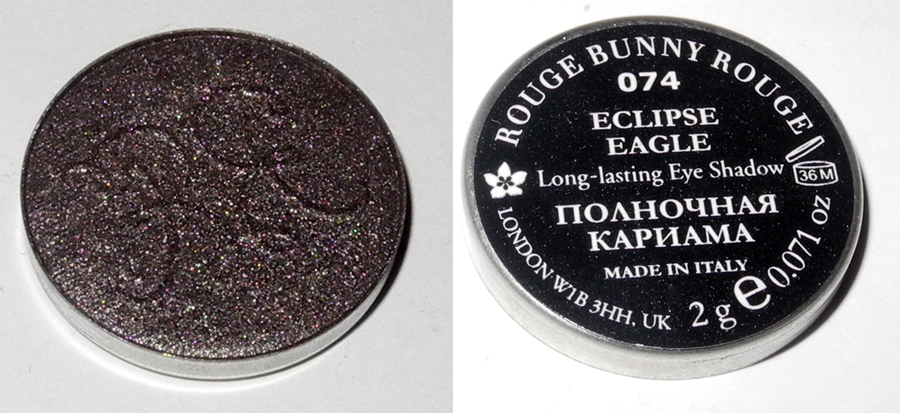 ROUGE BUNNY ROUGE
074
ECLIPSE
EAGLE
Long-lasting Eye Shadow
36 M
ПОЛНОЧНАЯ
КАРИАМА
MADE IN ITALY
LONDON W1B 3HH, UK
2 g e 0.071 oz